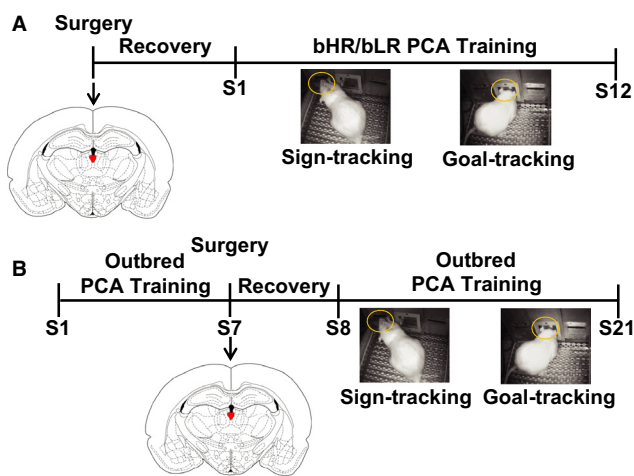 A
Surgery
Recovery
bHR/bLR PCA Training
S1
S12
Sign-tracking
Goal-tracking
B
Surgery
Outbred
PCA Training
Recovery
Outbred
PCA Training
S1
S7
S8
S21
Sign-tracking
Goal-tracking